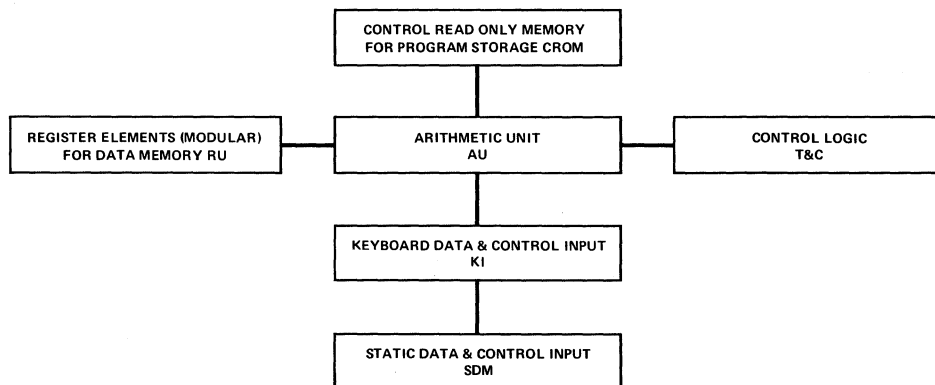 CONTROL READ ONLY MEMORY
FOR PROGRAM STORAGE CROM
REGISTER ELEMENTS (MODULAR)
FOR DATA MEMORY RU
ARITHMETIC UNIT
AU
CONTROL LOGIC
T&C
KEYBOARD DATA & CONTROL INPUT
KI
STATIC DATA & CONTROL INPUT
SDM